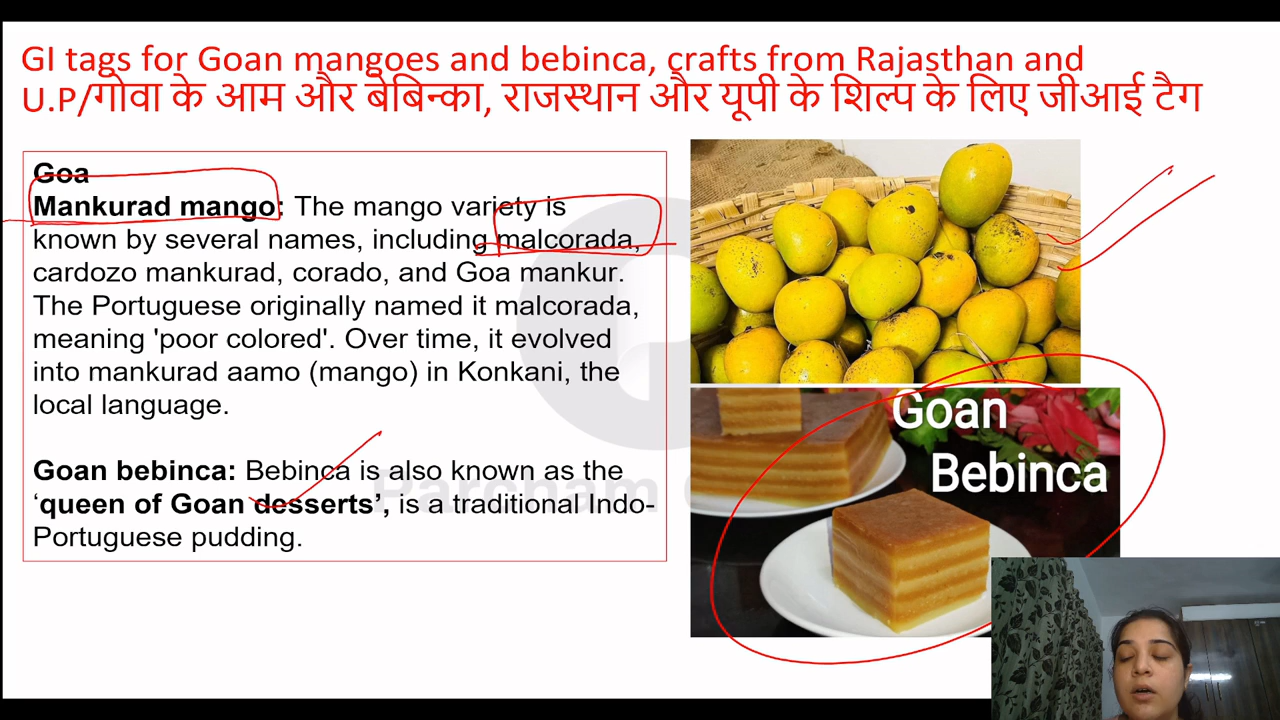 GI tags for Goan mangoes and bebinca, crafts from Rajasthan and
U.P/गोवा के आम और बेबिन्का, राजस्थान और यूपी के शिल्प के लिए जीआई टैग
Goa
Mankurad mango: The mango variety is
known by several names, including malcorada,
cardozo mankurad, corado, and Goa mankur.
The Portuguese originally named it malcorada,
meaning 'poor colored'. Over time, it evolved
into mankurad aamo (mango) in Konkani, the
local language.
Goan bebinca: Bebinca is also known as the
‘queen of Goan desserts’, is a traditional Indo-
Portuguese pudding.
Goan
Bebinca